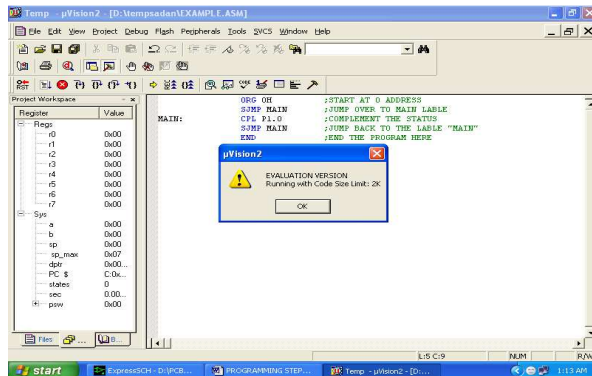 Temp - µVision2 - [D:\tempsadan\EXAMPLE.ASM]
File Edit View Project Debug Flash Peripherals Tools SVCS Window Help
Project Workspace
Register Value
Regs
r0 0x00
r1 0x00
r2 0x00
r3 0x00
r4 0x00
r5 0x00
r6 0x00
r7 0x00
Sys
a 0x00
b 0x00
sp 0x00
sp_max 0x07
dptr 0x00...
PC $ C:0x...
states 0
sec 0.00...
psw 0x00
Files ... B...
ORG 0H ;START AT 0 ADDRESS
SJMP MAIN ;JUMP OVER TO MAIN LABLE
MAIN: CPL P1.0 ;COMPLEMENT THE STATUS
SJMP MAIN ;JUMP BACK TO THE LABLE "MAIN"
END ;END THE PROGRAM HERE
µVision2
EVALUATION VERSION
Running with Code Size Limit: 2K
OK
L:5 C:9 NUM R/W
start ExpressSCH - D:\PCB... PROGRAMMING STEP... Temp - µVision2 - [D:... 1:13 AM